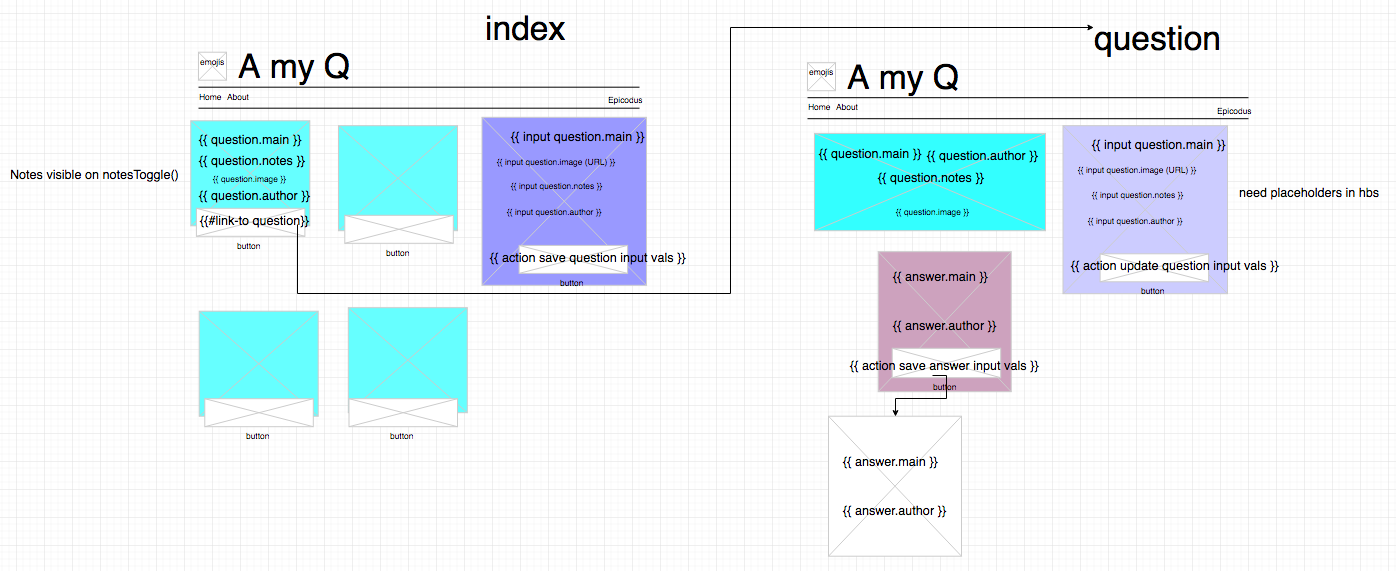 index
emojis
A my Q
Home About
Epicodus
Notes visible on notesToggle()
{{ question.main }}
{{ question.notes }}
{{ question.image }}
{{ question.author }}
{{#link-to question}}
button
button
{{ input question.main }}
{{ input question.image (URL) }}
{{ input question.notes }}
{{ input question.author }}
{{ action save question input vals }}
button
button
button
question
emojis
A my Q
Home About
Epicodus
{{ question.main }} {{ question.author }}
{{ question.notes }}
{{ question.image }}
{{ input question.main }}
{{ input question.image (URL) }}
{{ input question.notes }}
{{ input question.author }}
{{ action update question input vals }}
button
need placeholders in hbs
{{ answer.main }}
{{ answer.author }}
{{ action save answer input vals }}
button
{{ answer.main }}
{{ answer.author }}